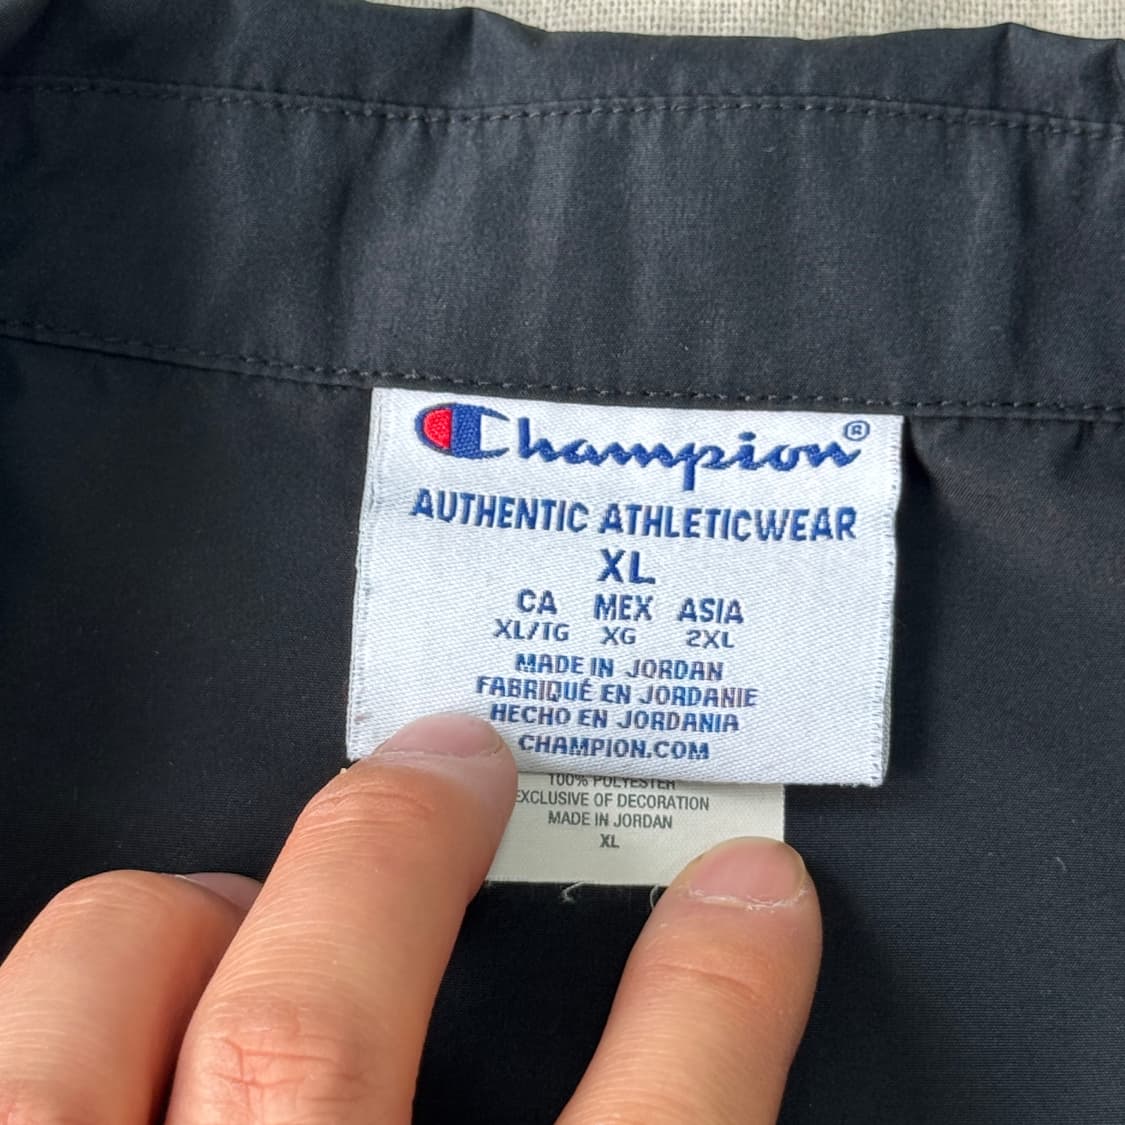 Champion®
AUTHENTIC ATHLETICWEAR
XL
CA MEX ASIA
XL/TG XG 2XL
MADE IN JORDAN
FABRIQUÉ EN JORDANIE
HECHO EN JORDANIA
CHAMPION.COM
100% POLYESTER
EXCLUSIVE OF DECORATION
MADE IN JORDAN
XL